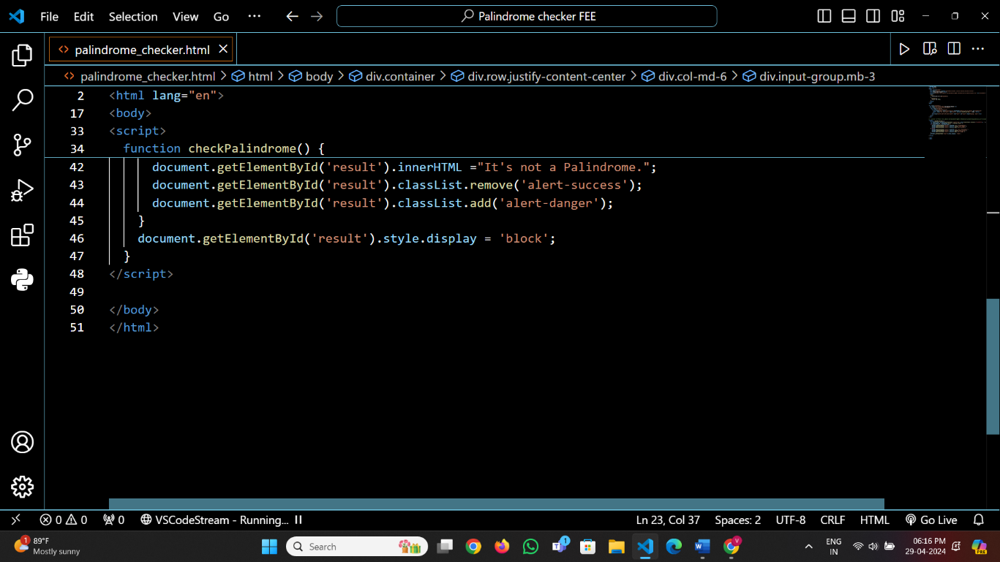 File Edit Selection View Go ··· Palindrome checker FEE
palindrome_checker.html
palindrome_checker.html > html > body > div.container > div.row.justify-content-center > div.col-md-6 > div.input-group.mb-3
2 <html lang="en">
17 <body>
33 <script>
34 function checkPalindrome() {
42 document.getElementById('result').innerHTML ="It's not a Palindrome.";
43 document.getElementById('result').classList.remove('alert-success');
44 document.getElementById('result').classList.add('alert-danger');
45 }
46 document.getElementById('result').style.display = 'block';
47 }
48 </script>
49
50 </body>
51 </html>
0 0 0 VSCodeStream - Running... Ln 23, Col 37 Spaces: 2 UTF-8 CRLF HTML Go Live
1 89°F Search 1 ENG 06:16 PM
Mostly sunny IN 29-04-2024